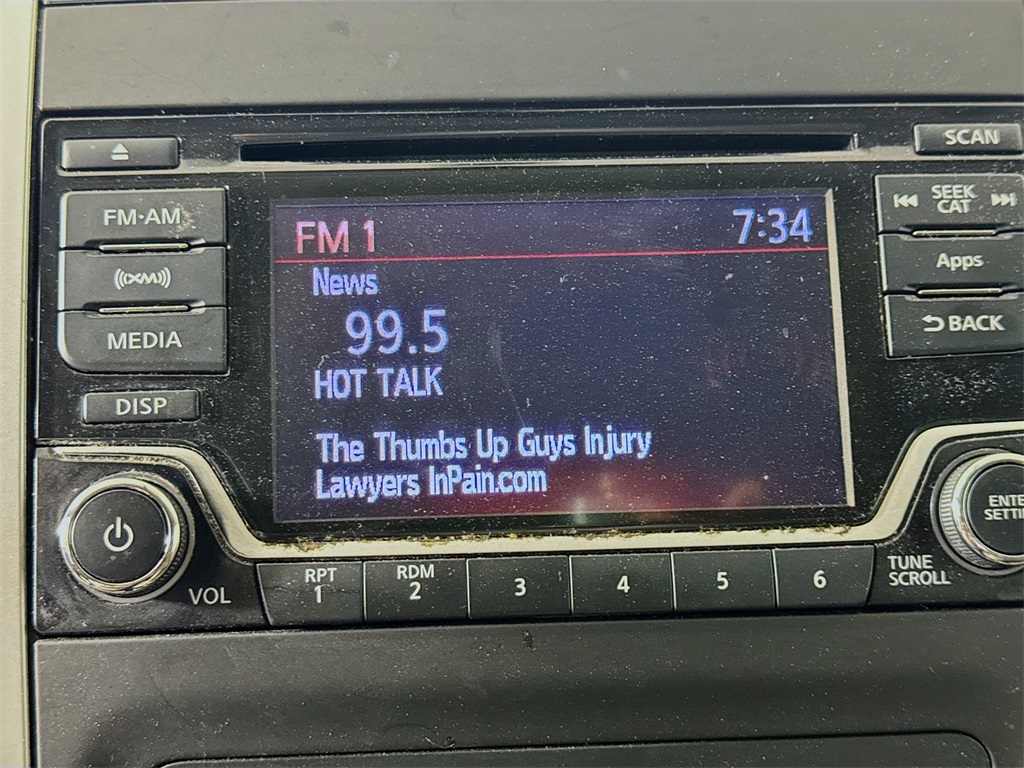 SCAN
FM·AM
SEEK
CAT
FM 1 7:34
(((XM)))
News
Apps
99.5
MEDIA
BACK
HOT TALK
DISP
The Thumbs Up Guys Injury
Lawyers InPain.com
VOL
RPT
1
RDM
2
3
4
5
6
TUNE
SCROLL